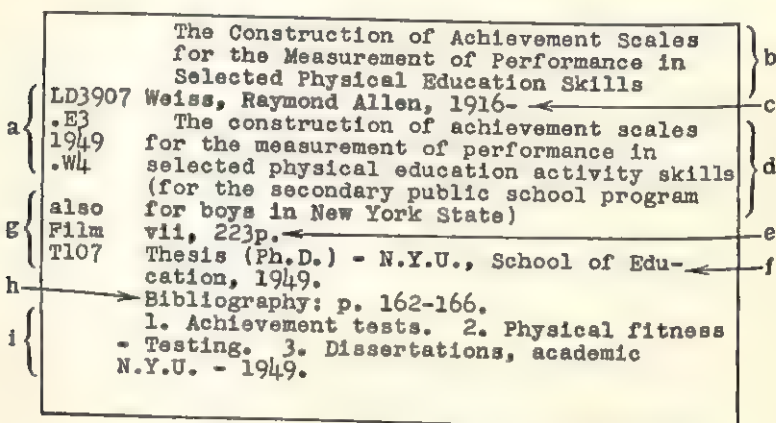 The Construction of Achievement Scales
for the Measurement of Performance in
Selected Physical Education Skills
b
LD3907 Weiss, Raymond Allen, 1916-
c
a
.E3 The construction of achievement scales
1949 for the measurement of performance in
.W4 selected physical education activity skills
d
(for the secondary public school program
also for boys in New York State)
g
Film vii, 223p.
e
T107 Thesis (Ph.D.) - N.Y.U., School of Edu-
f
cation, 1949.
h
Bibliography: p. 162-166.
i
1. Achievement tests. 2. Physical fitness
- Testing. 3. Dissertations, academic
N.Y.U. - 1949.